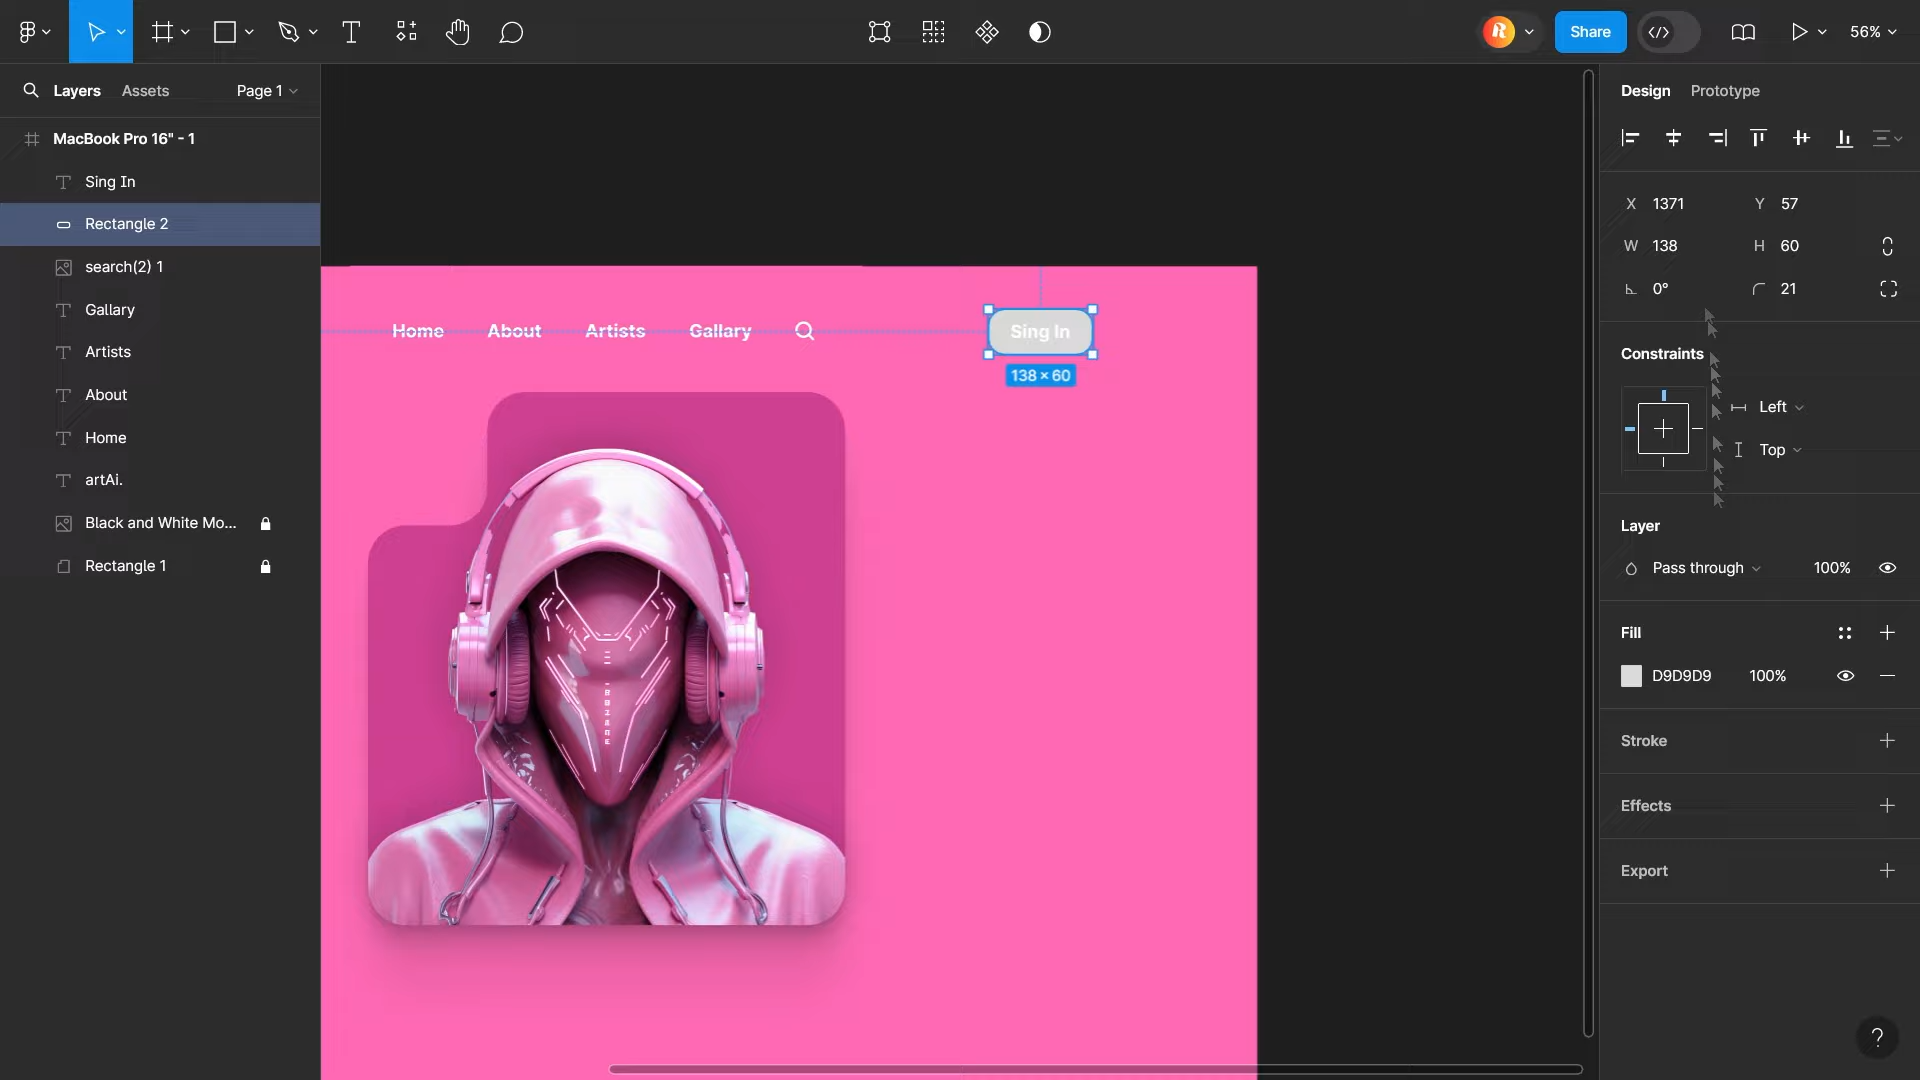 Share
56%
Layers
Assets
Page 1
MacBook Pro 16" - 1
Sing In
Rectangle 2
search(2) 1
Gallary
Artists
About
Home
artAi.
Black and White Mo...
Rectangle 1
Home
About
Artists
Gallary
Sing In
138 × 60
Design
Prototype
X 1371
Y 57
W 138
H 60
0°
21
Constraints
Left
Top
Layer
Pass through
100%
Fill
D9D9D9
100%
Stroke
Effects
Export
?